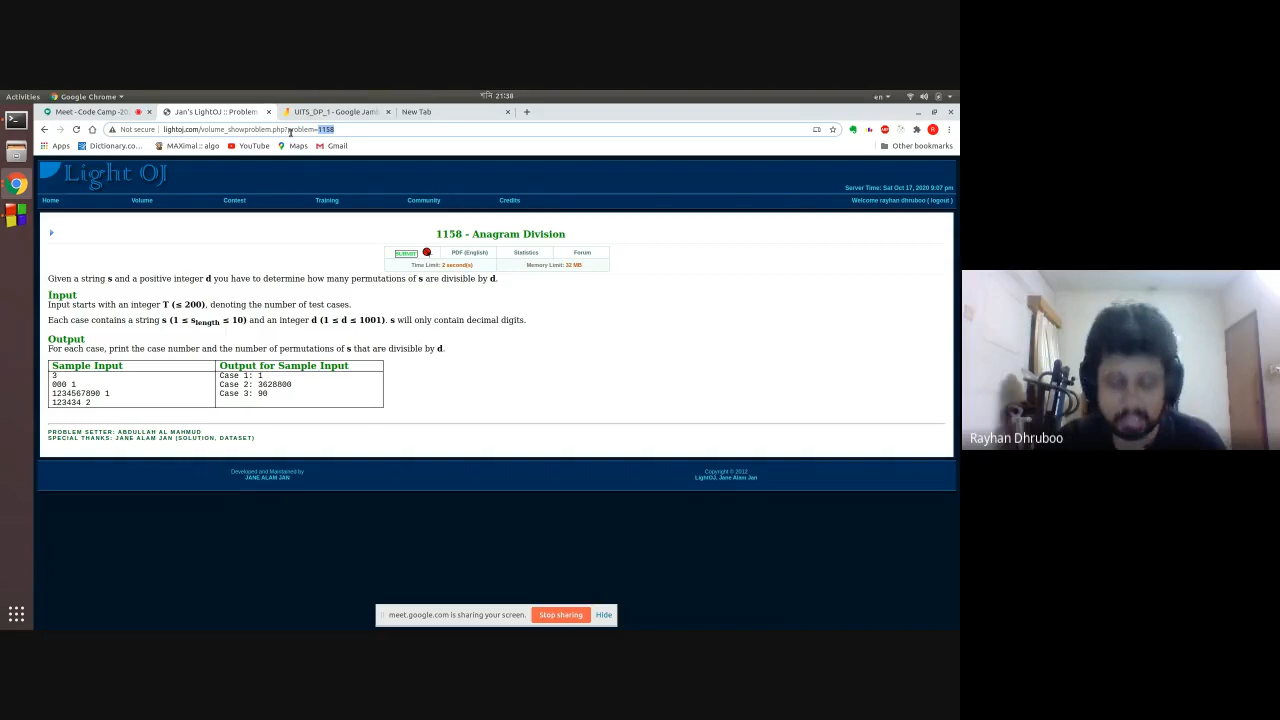 Activities
Google Chrome
শনি 21:38
en
Meet - Code Camp -20
Jan's LightOJ :: Problem
UITS_DP_1 - Google Jamb
New Tab
Not secure
lightoj.com/volume_showproblem.php?problem=1158
Apps
Dictionary.co...
MAXimal :: algo
YouTube
Maps
Gmail
Other bookmarks
Light OJ
Server Time: Sat Oct 17, 2020 9:07 pm
Home
Volume
Contest
Training
Community
Credits
Welcome rayhan dhruboo ( logout )
1158 - Anagram Division
SUBMIT
PDF (English)
Statistics
Forum
Time Limit: 2 second(s)
Memory Limit: 32 MB
Given a string s and a positive integer d you have to determine how many permutations of s are divisible by d.
Input
Input starts with an integer T (≤ 200), denoting the number of test cases.
Each case contains a string s (1 ≤ slength ≤ 10) and an integer d (1 ≤ d ≤ 1001). s will only contain decimal digits.
Output
For each case, print the case number and the number of permutations of s that are divisible by d.
Sample Input
Output for Sample Input
3
000 1
1234567890 1
123434 2
Case 1: 1
Case 2: 3628800
Case 3: 90
PROBLEM SETTER: ABDULLAH AL MAHMUD
SPECIAL THANKS: JANE ALAM JAN (SOLUTION, DATASET)
Developed and Maintained by
JANE ALAM JAN
Copyright © 2012
LightOJ, Jane Alam Jan
meet.google.com is sharing your screen.
Stop sharing
Hide
Rayhan Dhruboo